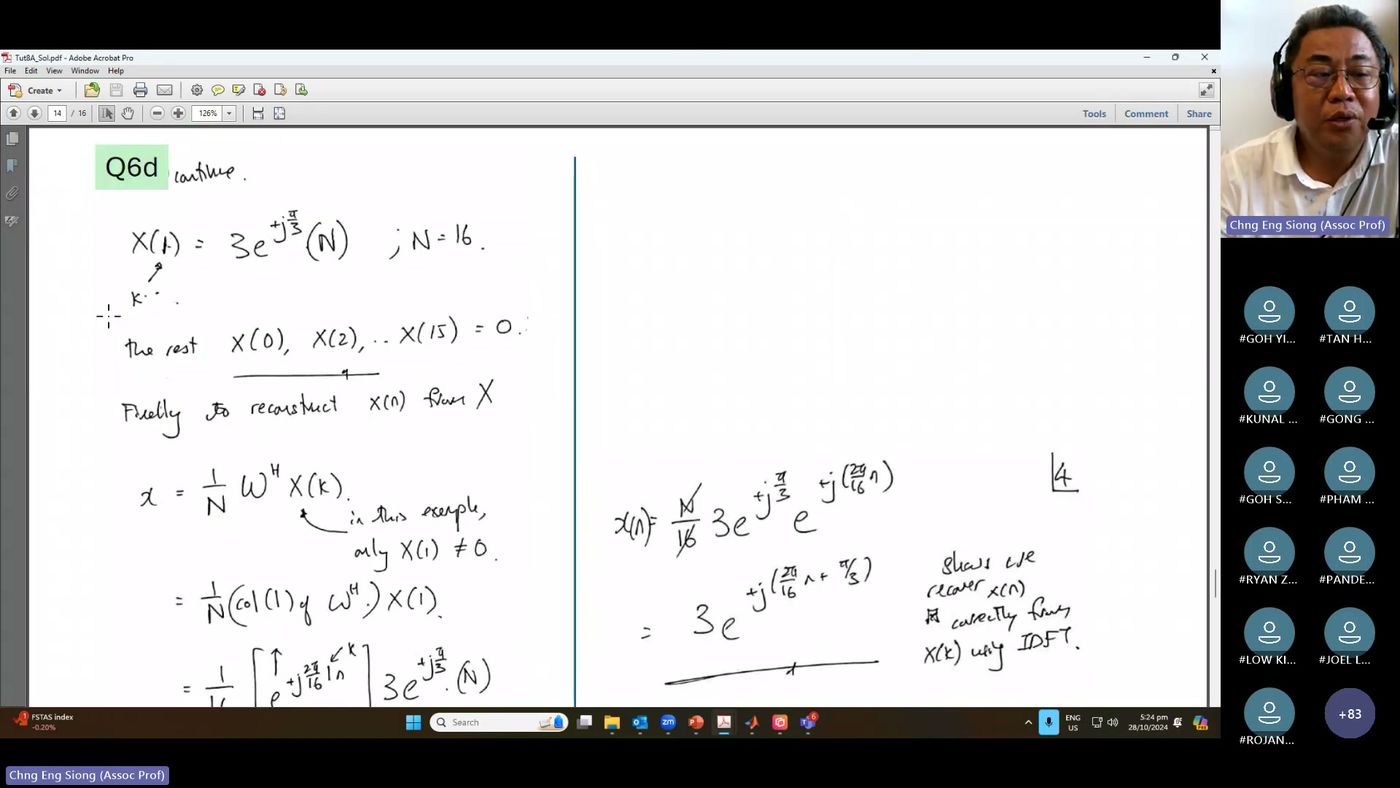 Tut8A_Sol.pdf - Adobe Acrobat Pro
File Edit View Window Help
Create
14 / 16
126%
Tools Comment Share
Q6d continue.
X(1) = 3e^{+jπ/3} (N) ; N = 16.
k...
the rest X(0), X(2), .. X(15) = 0.
Finally to reconstruct x(n) from X
x = 1/N W^H X(k).
in this example,
only X(1) ≠ 0.
= 1/N (col(1) of W^H.) X(1).
= 1/16 [e^{+j 2π/16 1n}] 3e^{+jπ/3}. (N)
k
4
x(n) = N/16 3e^{+jπ/3} e^{+j(2π/16 n)}
= 3e^{+j(2π/16 n + π/3)}
shows we
recover x(n)
correctly from
X(k) using IDFT.
Chng Eng Siong (Assoc Prof)
#GOH YI... #TAN H...
#KUNAL ... #GONG ...
#GOH S... #PHAM ...
#RYAN Z... #PANDE...
#LOW KI... #JOEL L...
#ROJAN... +83
FSTAS index
-0.20%
Search
6
ENG
US
5:24 pm
28/10/2024
Chng Eng Siong (Assoc Prof)